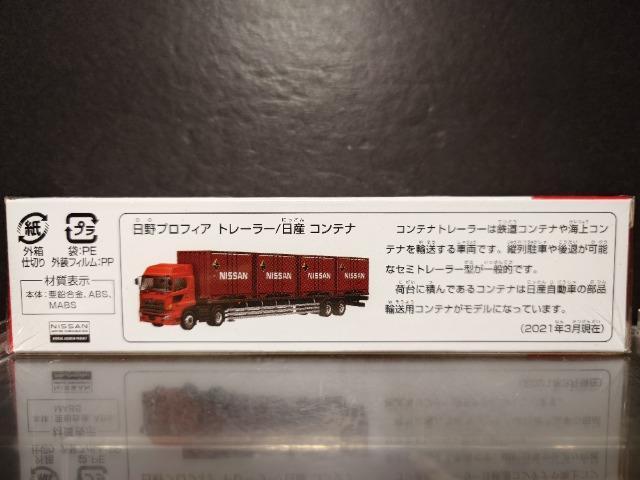 紙
プラ
外箱
仕切り
袋:PE
外装フィルム:PP
材質表示
本体:亜鉛合金、ABS、
MABS
NISSAN
日野プロフィア トレーラー/日産 コンテナ
NISSAN
NISSAN
NISSAN
NISSAN
コンテナトレーラーは鉄道コンテナや海上コン
テナを輸送する車両です。縦列駐車や後退が可能
なセミトレーラー型が一般的です。
荷台に積んであるコンテナは日産自動車の部品
輸送用コンテナがモデルになっています。
(2021年3月現在)